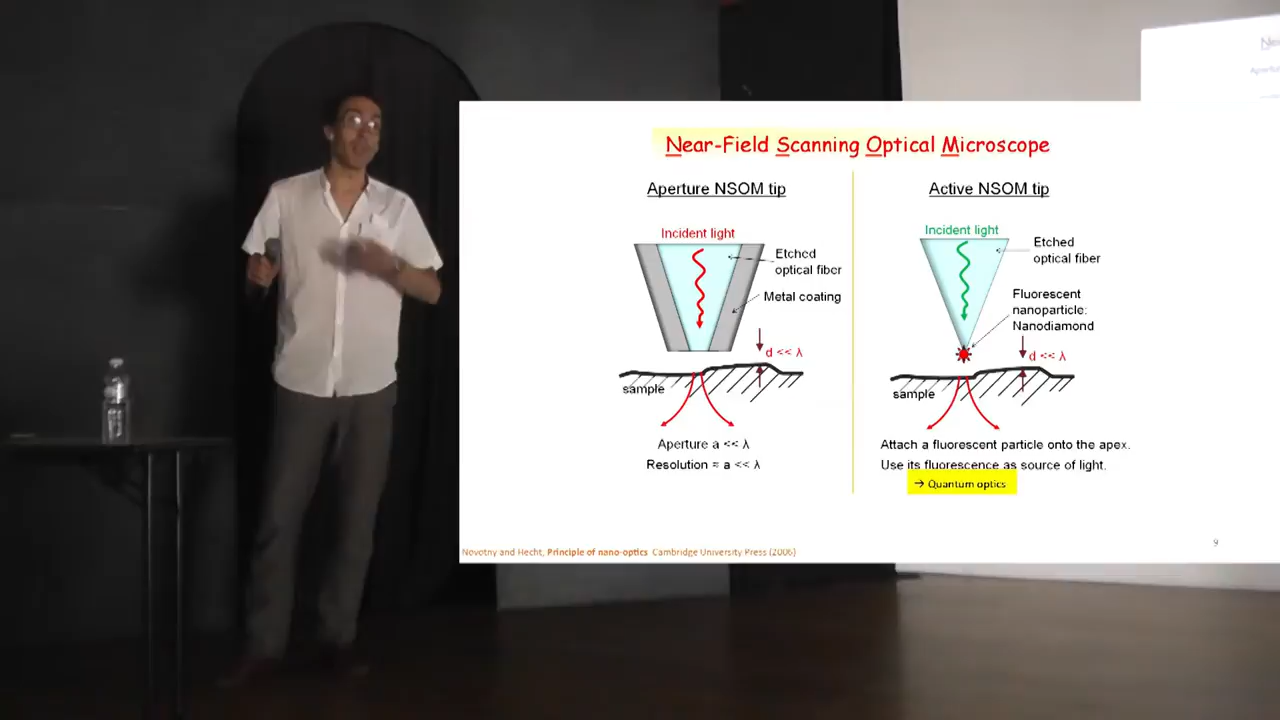 Near-Field Scanning Optical Microscope
Aperture NSOM tip
Incident light
Etched
optical fiber
Metal coating
d << λ
sample
Aperture a << λ
Resolution ≈ a << λ
Active NSOM tip
Incident light
Etched
optical fiber
Fluorescent
nanoparticle:
Nanodiamond
d << λ
sample
Attach a fluorescent particle onto the apex.
Use its fluorescence as source of light.
→ Quantum optics
Novotny and Hecht, Principle of nano-optics Cambridge University Press (2006)
9